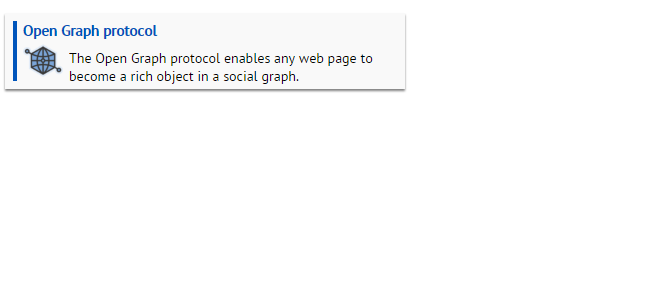 Open Graph protocol
The Open Graph protocol enables any web page to
become a rich object in a social graph.